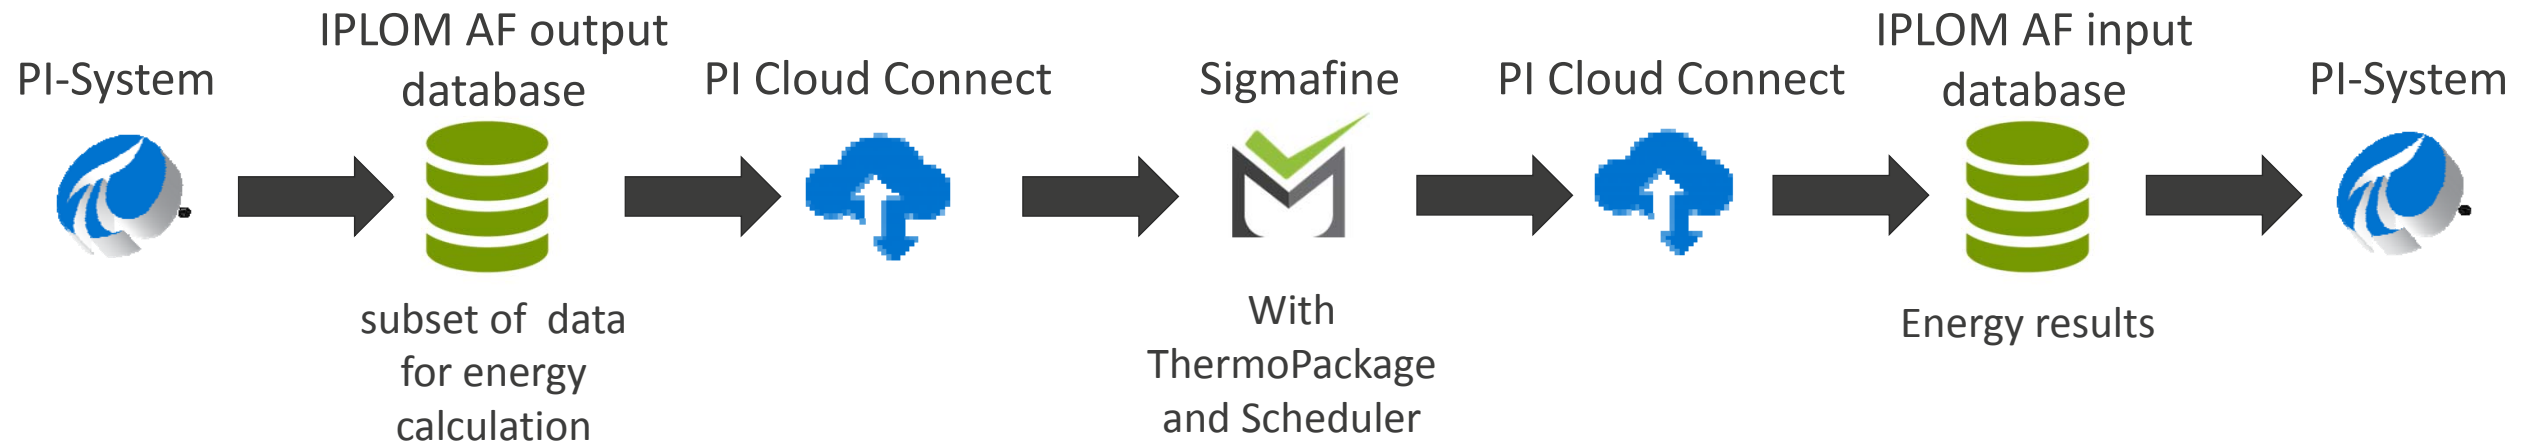 PI-System
IPLOM AF output
database
subset of  data
for energy
calculation
PI Cloud Connect
Sigmafine
With
ThermoPackage
and Scheduler
PI Cloud Connect
IPLOM AF input
database
Energy results
PI-System